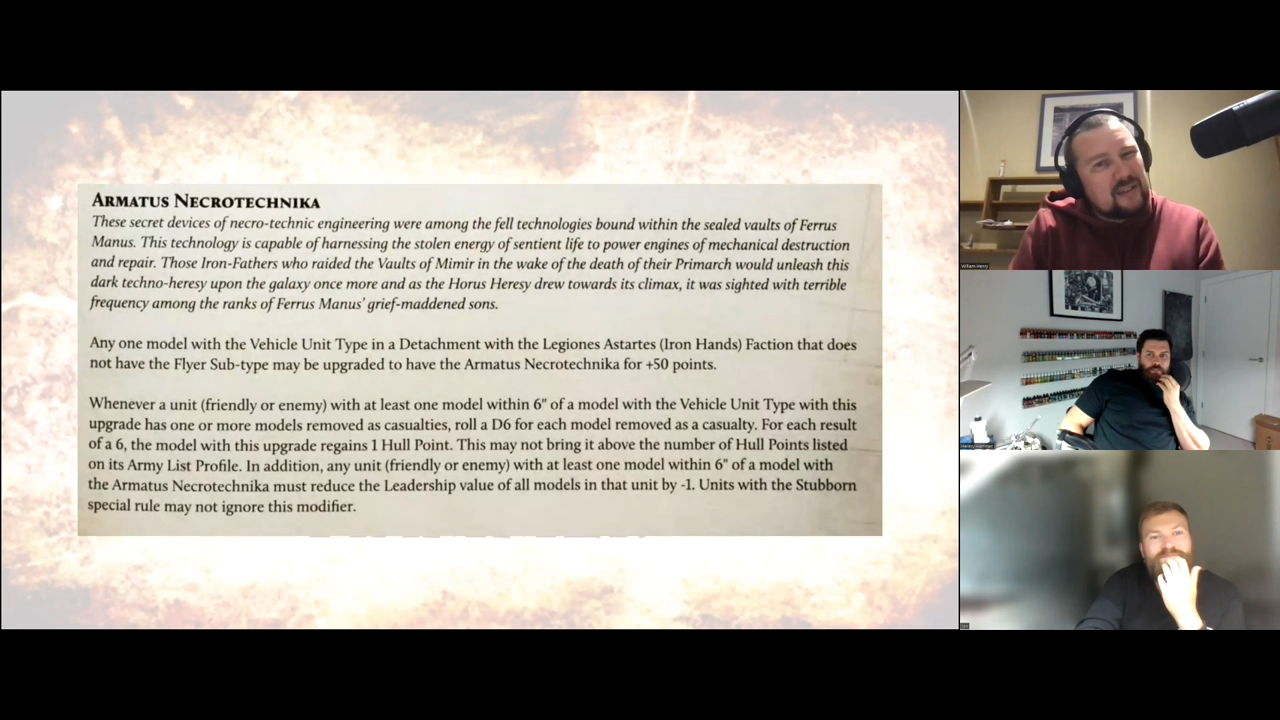 ARMATUS NECROTECHNIKA
These secret devices of necro-technic engineering were among the fell technologies bound within the sealed vaults of Ferrus
Manus. This technology is capable of harnessing the stolen energy of sentient life to power engines of mechanical destruction
and repair. Those Iron-Fathers who raided the Vaults of Mimir in the wake of the death of their Primarch would unleash this
dark techno-heresy upon the galaxy once more and as the Horus Heresy drew towards its climax, it was sighted with terrible
frequency among the ranks of Ferrus Manus' grief-maddened sons.
Any one model with the Vehicle Unit Type in a Detachment with the Legiones Astartes (Iron Hands) Faction that does
not have the Flyer Sub-type may be upgraded to have the Armatus Necrotechnika for +50 points.
Whenever a unit (friendly or enemy) with at least one model within 6" of a model with the Vehicle Unit Type with this
upgrade has one or more models removed as casualties, roll a D6 for each model removed as a casualty. For each result
of a 6, the model with this upgrade regains 1 Hull Point. This may not bring it above the number of Hull Points listed
on its Army List Profile. In addition, any unit (friendly or enemy) with at least one model within 6" of a model with
the Armatus Necrotechnika must reduce the Leadership value of all models in that unit by -1. Units with the Stubborn
special rule may not ignore this modifier.